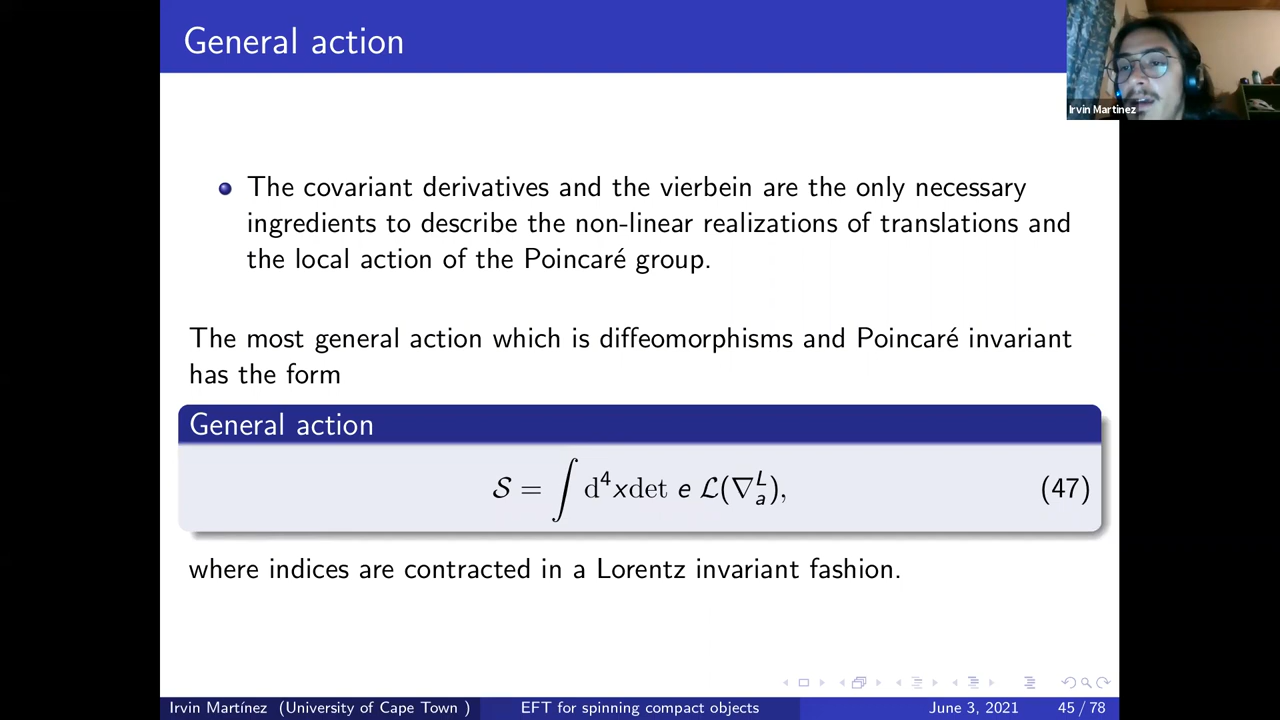 General action
Irvin Martinez
The covariant derivatives and the vierbein are the only necessary
ingredients to describe the non-linear realizations of translations and
the local action of the Poincaré group.
The most general action which is diffeomorphisms and Poincaré invariant
has the form
General action
𝒮 = ∫ d⁴x det e ℒ(∇ₐᴸ), (47)
where indices are contracted in a Lorentz invariant fashion.
Irvin Martínez (University of Cape Town ) EFT for spinning compact objects June 3, 2021 45 / 78